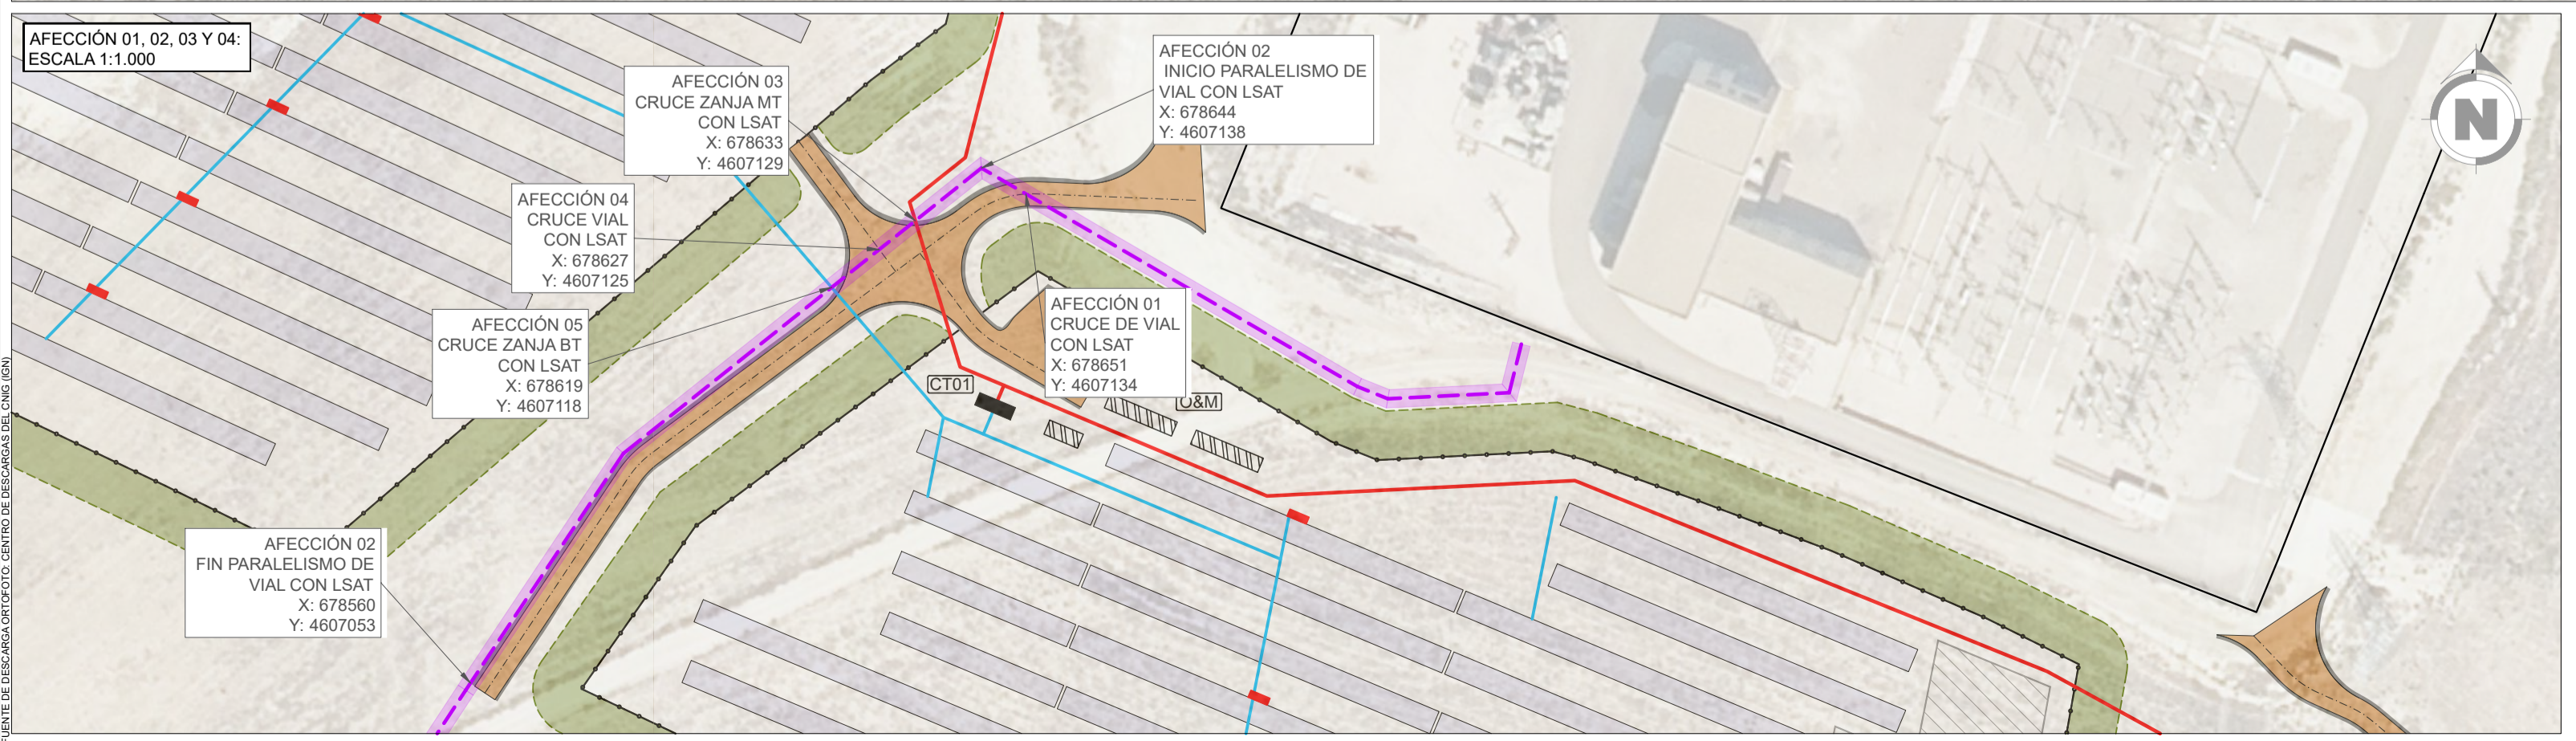 AFECCIÓN 01, 02, 03 Y 04:
ESCALA 1:1.000
AFECCIÓN 02
INICIO PARALELISMO DE
VIAL CON LSAT
X: 678644
Y: 4607138
AFECCIÓN 03
CRUCE ZANJA MT
CON LSAT
X: 678633
Y: 4607129
N
AFECCIÓN 04
CRUCE VIAL
CON LSAT
X: 678627
Y: 4607125
AFECCIÓN 01
CRUCE DE VIAL
CON LSAT
X: 678651
Y: 4607134
AFECCIÓN 05
CRUCE ZANJA BT
CON LSAT
X: 678619
Y: 4607118
CT01
O&M
AFECCIÓN 02
FIN PARALELISMO DE
VIAL CON LSAT
X: 678560
Y: 4607053
FUENTE DE DESCARGA ORTOFOTO: CENTRO DE DESCARGAS DEL CNIG (IGN)